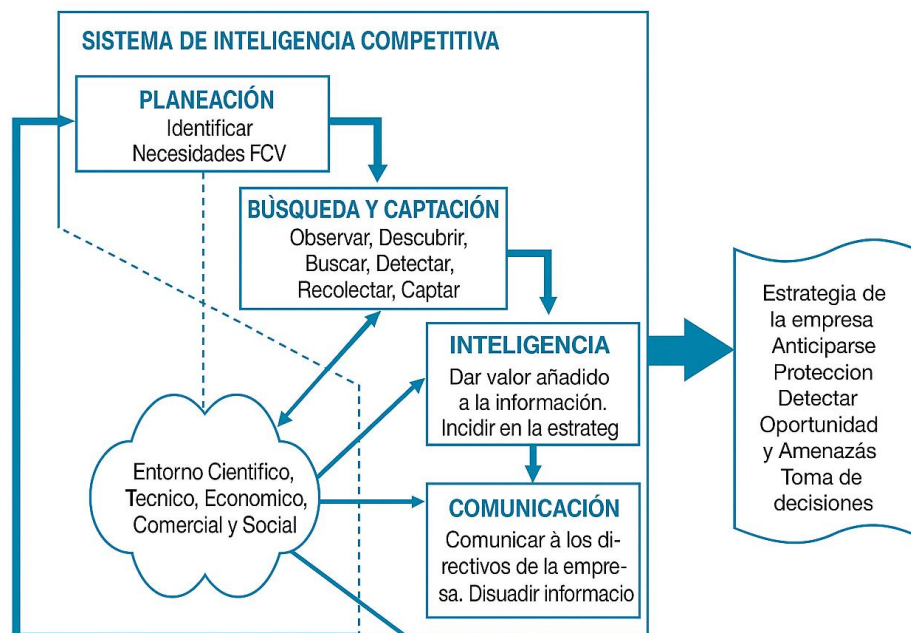 SISTEMA DE INTELIGENCIA COMPETITIVA
PLANEACIÓN
Identificar
Necesidades FCV
BÙSQUEDA Y CAPTACIÓN
Observar, Descubrir,
Buscar, Detectar,
Recolectar, Captar
INTELIGENCIA
Dar valor añadido
a la información.
Incidir en la estrateg
Entorno Cientifico,
Tecnico, Economico,
Comercial y Social
COMUNICACIÓN
Comunicar à los di-
rectivos de la empre-
sa. Disuadir informacio
Estrategia de
la empresa
Anticiparse
Proteccion
Detectar
Oportunidad
y Amenazás
Toma de
decisiones